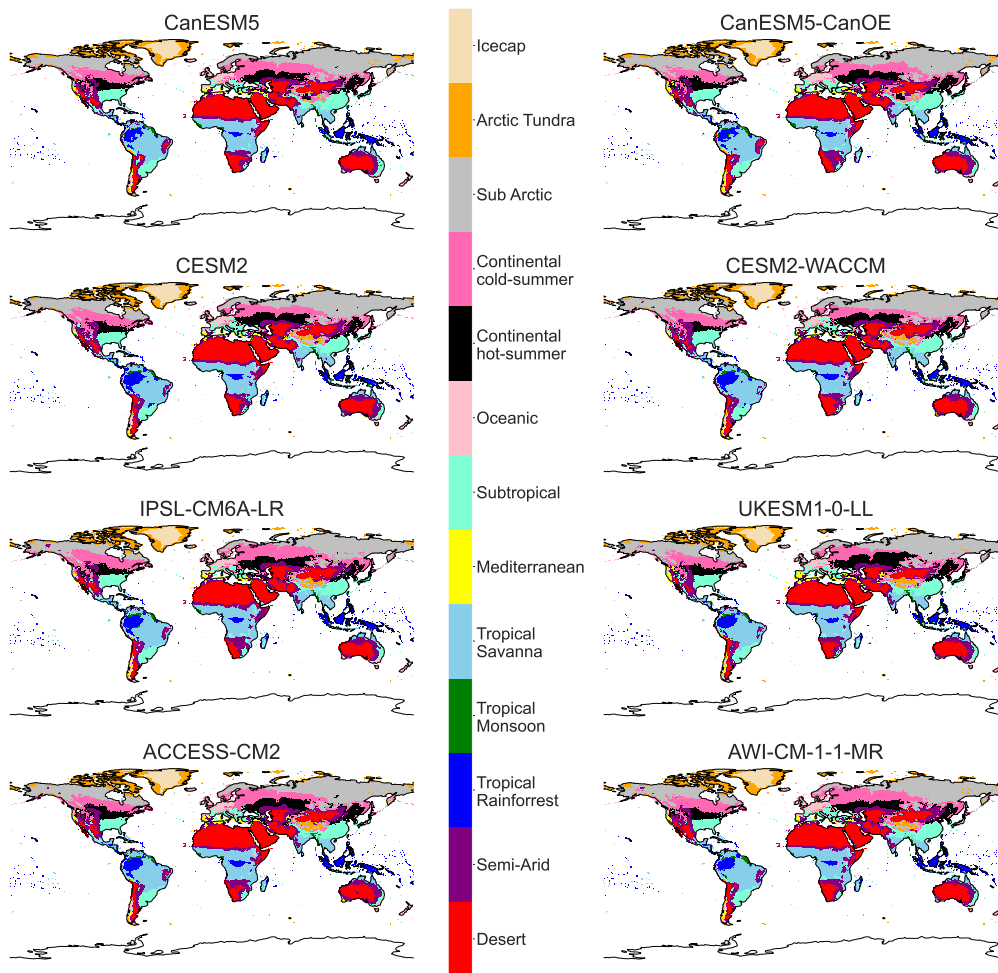 CanESM5
CanESM5-CanOE
CESM2
CESM2-WACCM
IPSL-CM6A-LR
UKESM1-0-LL
ACCESS-CM2
AWI-CM-1-1-MR
Icecap
Arctic Tundra
Sub Arctic
Continental
cold-summer
Continental
hot-summer
Oceanic
Subtropical
Mediterranean
Tropical
Savanna
Tropical
Monsoon
Tropical
Rainforrest
Semi-Arid
Desert